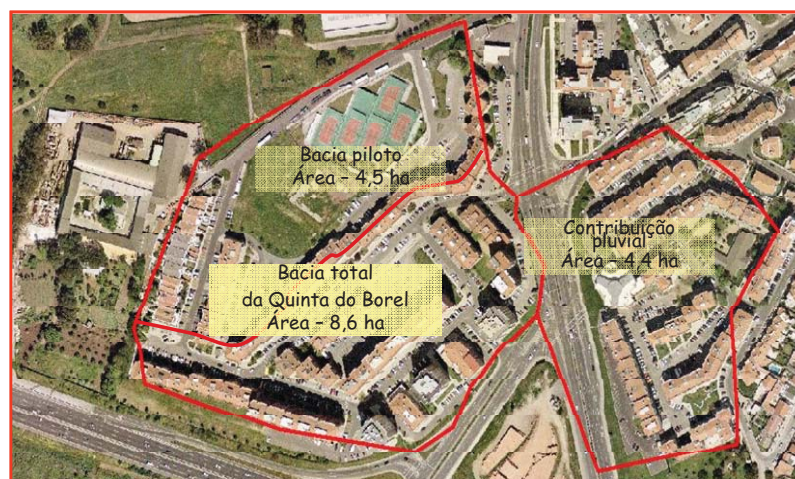 Bacia piloto
Área – 4,5 ha
Bacia total
da Quinta do Borel
Área – 8,6 ha
Contribuição
pluvial
Área – 4,4 ha